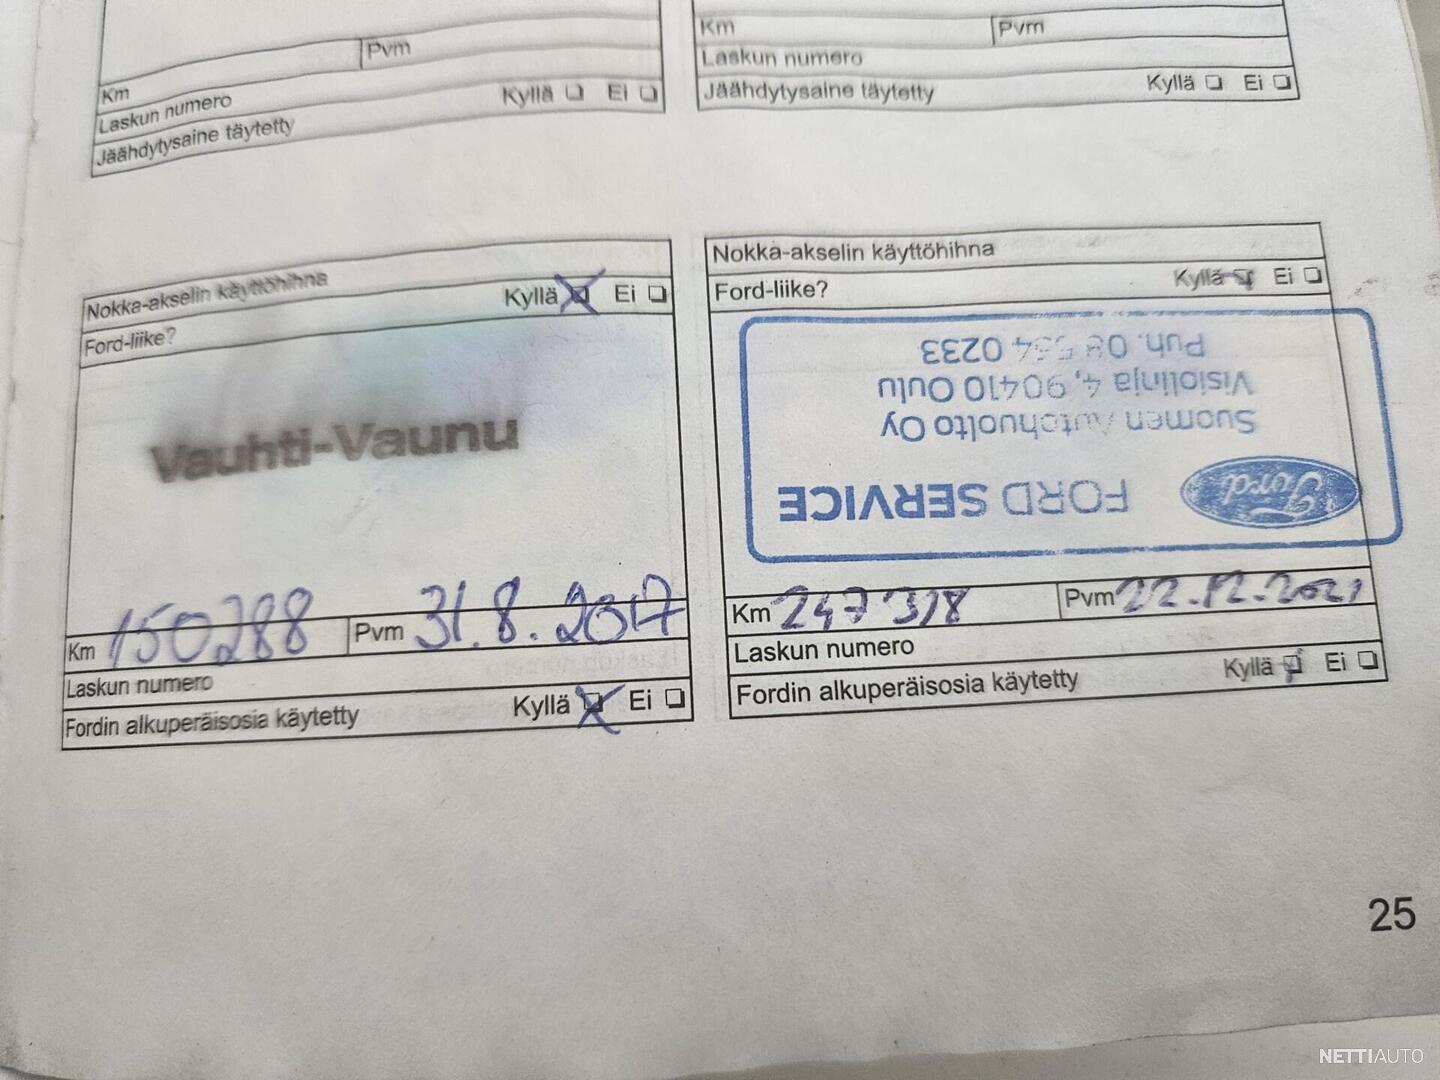 Km Pvm
Laskun numero
Jäähdytysaine täytetty Kyllä Ei
Km Pvm
Laskun numero
Jäähdytysaine täytetty Kyllä Ei
Nokka-akselin käyttöhihna
Ford-liike? Kyllä Ei
Vauhti-Vaunu
Km 150288 Pvm 31.8.2017
Laskun numero
Fordin alkuperäisosia käytetty Kyllä Ei
Nokka-akselin käyttöhihna
Ford-liike? Kyllä Ei
Ford FORD SERVICE
Suomen Autohuolto Oy
Visiolinja 4, 90410 Oulu
Puh. 08 554 0233
Km 247 318 Pvm 22.12.2021
Laskun numero
Fordin alkuperäisosia käytetty Kyllä Ei
25
NETTIAUTO